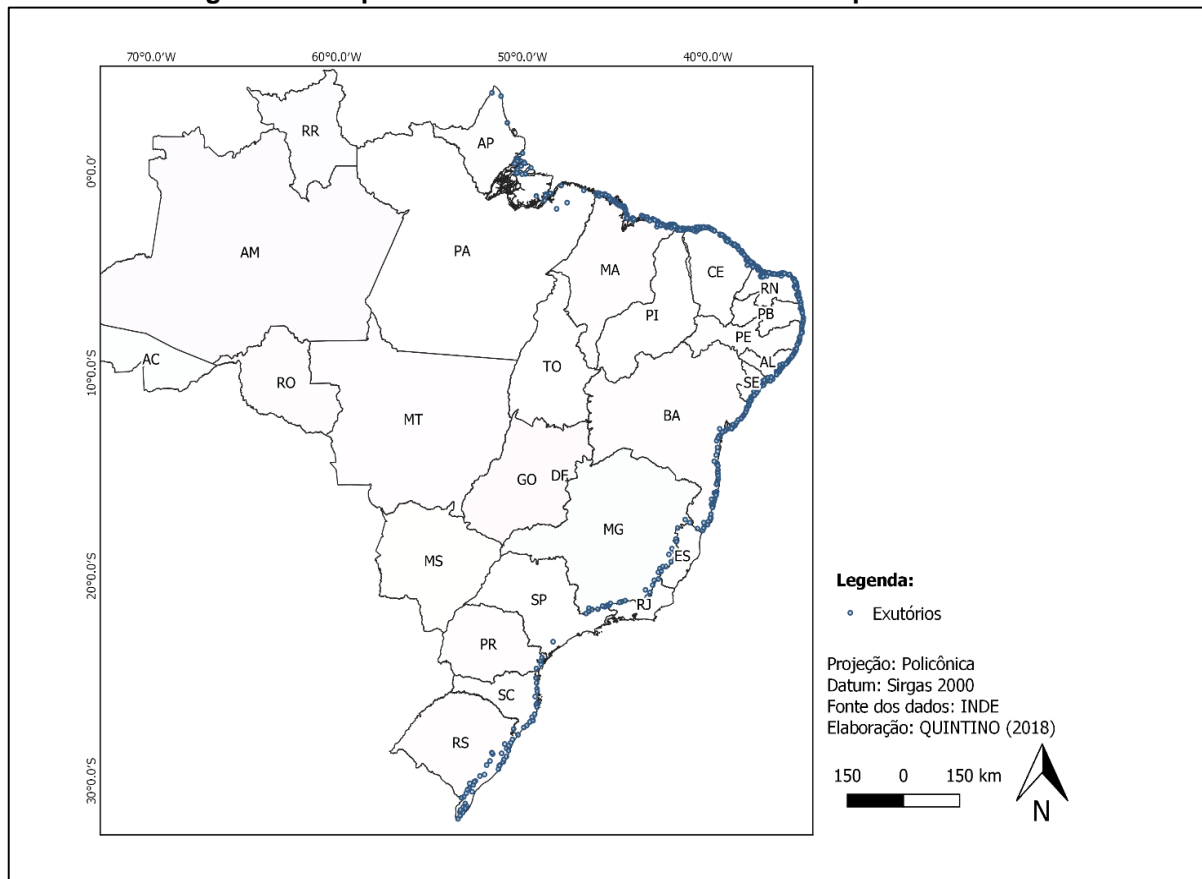 70°0.0'W 60°0.0'W 50°0.0'W 40°0.0'W
0°0.0'
10°0.0'S
20°0.0'S
30°0.0'S
RR
AP
AM
PA
MA
CE
RN
PB
PI
PE
AL
SE
AC
RO
TO
MT
BA
GO
DF
MG
ES
MS
SP
RJ
PR
SC
RS
Legenda:
Exutórios
Projeção: Policônica
Datum: Sirgas 2000
Fonte dos dados: INDE
Elaboração: QUINTINO (2018)
150 0 150 km
N